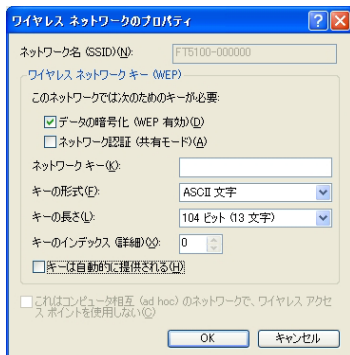 ワイヤレス ネットワークのプロパティ
ネットワーク名 (SSID)(N):
FT5100-000000
ワイヤレス ネットワーク キー (WEP)
このネットワークでは次のためのキーが必要:
データの暗号化 (WEP 有効)(D)
ネットワーク認証 (共有モード)(A)
ネットワーク キー(K):
キーの形式(F):
ASCII 文字
キーの長さ(L):
104 ビット (13 文字)
キーのインデックス (詳細)(X):
0
キーは自動的に提供される(H)
これはコンピュータ相互 (ad hoc) のネットワークで、ワイヤレス アクセ
ス ポイントを使用しない(C)
OK
キャンセル